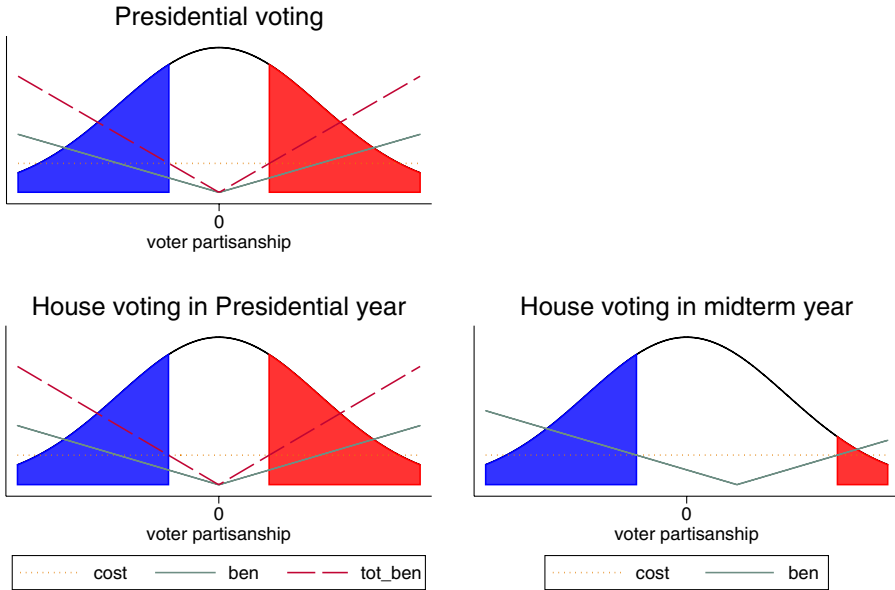 Presidential voting
0
voter partisanship
House voting in Presidential year
0
voter partisanship
cost ben tot_ben
House voting in midterm year
0
voter partisanship
cost ben